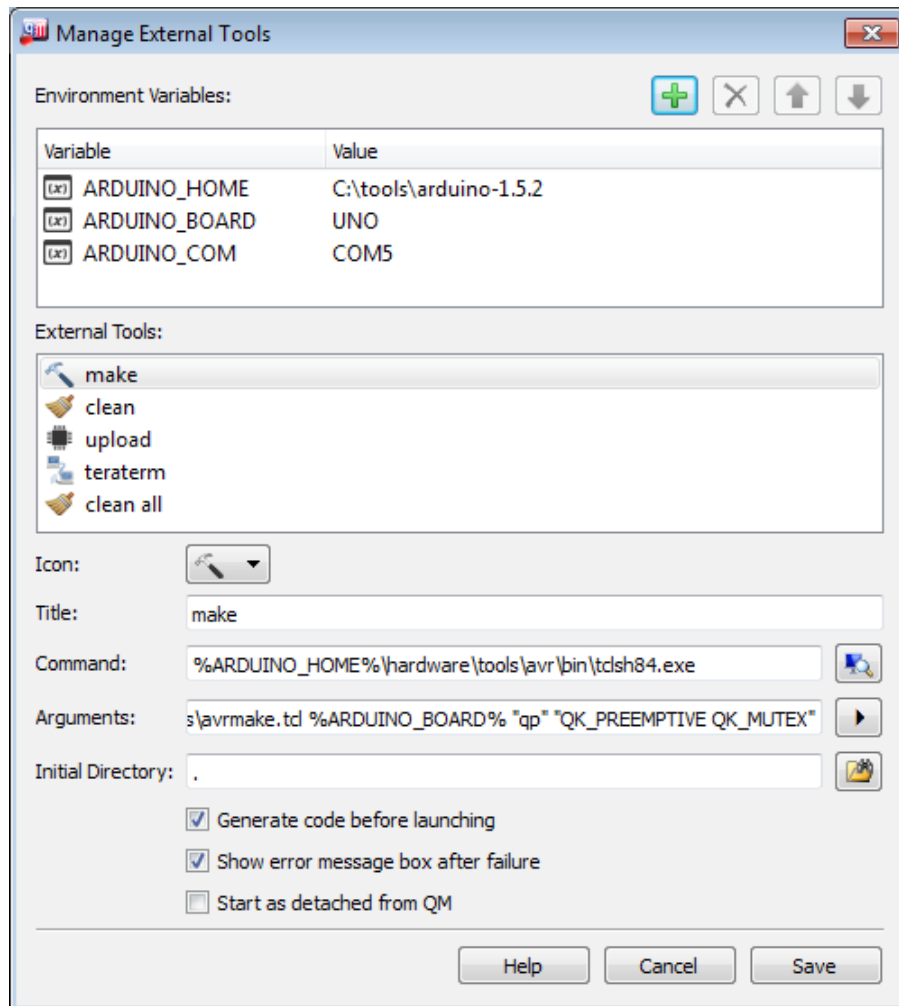 qm Manage External Tools
Environment Variables:
Variable Value
(x) ARDUINO_HOME C:\tools\arduino-1.5.2
(x) ARDUINO_BOARD UNO
(x) ARDUINO_COM COM5
External Tools:
make
clean
upload
teraterm
clean all
Icon:
Title: make
Command: %ARDUINO_HOME%\hardware\tools\avr\bin\tclsh84.exe
Arguments: s\avrmake.tcl %ARDUINO_BOARD% "qp" "QK_PREEMPTIVE QK_MUTEX"
Initial Directory: .
Generate code before launching
Show error message box after failure
Start as detached from QM
Help Cancel Save